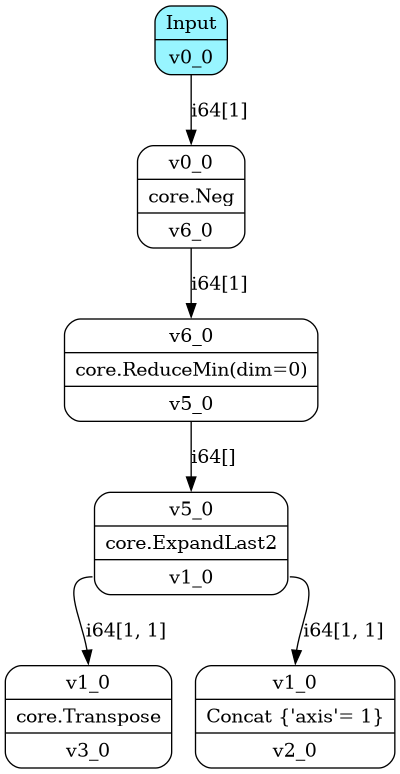 Input
v0_0
i64[1]
v0_0
core.Neg
v6_0
i64[1]
v6_0
core.ReduceMin(dim=0)
v5_0
i64[]
v5_0
core.ExpandLast2
v1_0
i64[1, 1]
i64[1, 1]
v1_0
core.Transpose
v3_0
v1_0
Concat {'axis'= 1}
v2_0